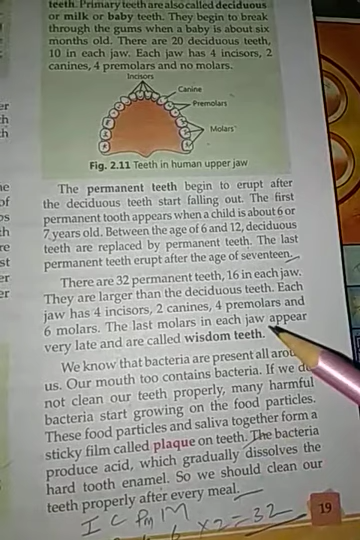 teeth. Primary teeth are also called deciduous
or milk or baby teeth. They begin to break
through the gums when a baby is about six
months old. There are 20 deciduous teeth,
10 in each jaw. Each jaw has 4 incisors, 2
canines, 4 premolars and no molars.
Incisors
Canine
Premolars
Molars
Fig. 2.11 Teeth in human upper jaw
The permanent teeth begin to erupt after
the deciduous teeth start falling out. The first
permanent tooth appears when a child is about 6 or
7 years old. Between the age of 6 and 12, deciduous
teeth are replaced by permanent teeth. The last
permanent teeth erupt after the age of seventeen.
There are 32 permanent teeth, 16 in each jaw.
They are larger than the deciduous teeth. Each
jaw has 4 incisors, 2 canines, 4 premolars and
6 molars. The last molars in each jaw appear
very late and are called wisdom teeth.
We know that bacteria are present all
us. Our mouth too contains bacteria. If we
not clean our teeth properly, many harmful
bacteria start growing on the food particles.
These food particles and saliva together form a
sticky film called plaque on teeth. The bacteria
produce acid, which gradually dissolves the
hard tooth enamel. So we should clean our
teeth properly after every meal.
19
I C Pm M
6 x2=32